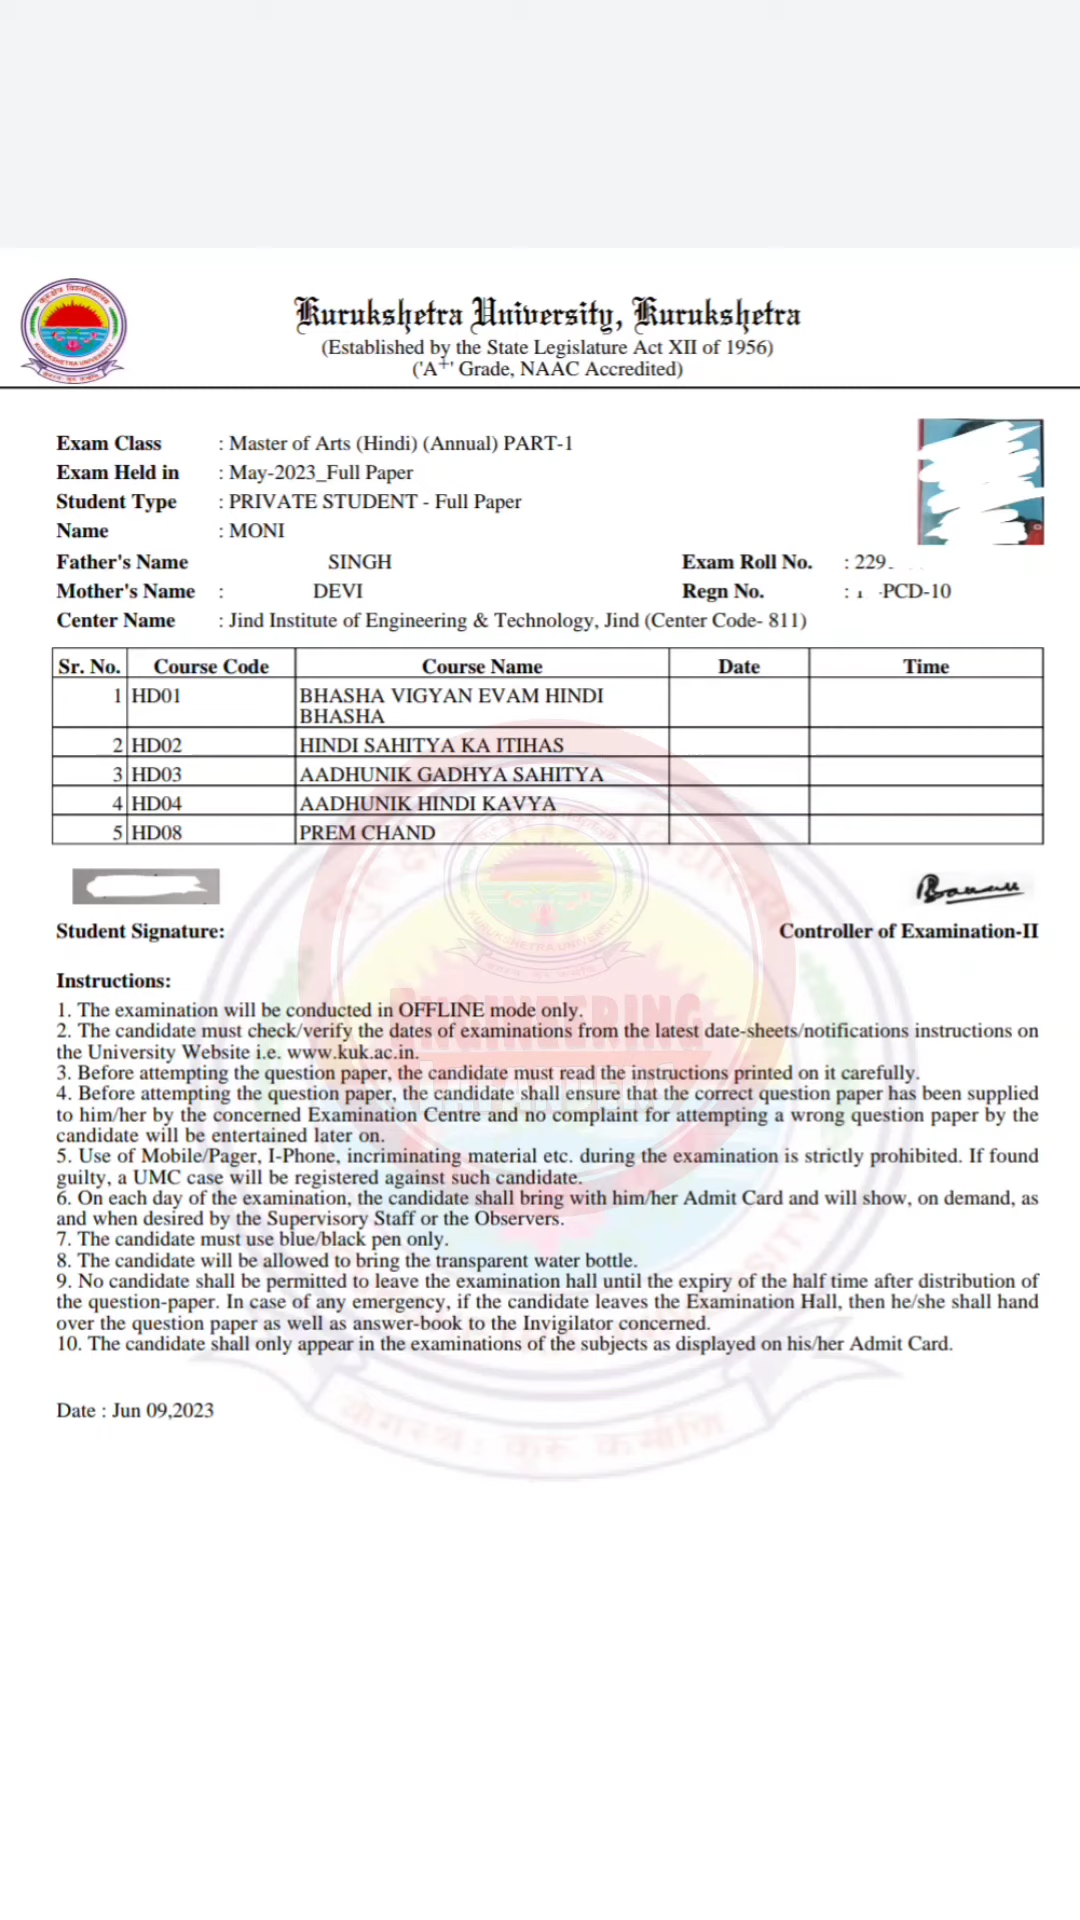 Kurukshetra University, Kurukshetra
(Established by the State Legislature Act XII of 1956)
('A+' Grade, NAAC Accredited)
KURUKSHETRA UNIVERSITY
Exam Class : Master of Arts (Hindi) (Annual) PART-1
Exam Held in : May-2023_Full Paper
Student Type : PRIVATE STUDENT - Full Paper
Name : MONI
Father's Name SINGH Exam Roll No. : 229
Mother's Name : DEVI Regn No. : PCD-10
Center Name : Jind Institute of Engineering & Technology, Jind (Center Code- 811)
Sr. No. Course Code Course Name Date Time
1 HD01 BHASHA VIGYAN EVAM HINDI
BHASHA
2 HD02 HINDI SAHITYA KA ITIHAS
3 HD03 AADHUNIK GADHYA SAHITYA
4 HD04 AADHUNIK HINDI KAVYA
5 HD08 PREM CHAND
Student Signature: Controller of Examination-II
Instructions:
1. The examination will be conducted in OFFLINE mode only.
2. The candidate must check/verify the dates of examinations from the latest date-sheets/notifications instructions on
the University Website i.e. www.kuk.ac.in.
3. Before attempting the question paper, the candidate must read the instructions printed on it carefully.
4. Before attempting the question paper, the candidate shall ensure that the correct question paper has been supplied
to him/her by the concerned Examination Centre and no complaint for attempting a wrong question paper by the
candidate will be entertained later on.
5. Use of Mobile/Pager, I-Phone, incriminating material etc. during the examination is strictly prohibited. If found
guilty, a UMC case will be registered against such candidate.
6. On each day of the examination, the candidate shall bring with him/her Admit Card and will show, on demand, as
and when desired by the Supervisory Staff or the Observers.
7. The candidate must use blue/black pen only.
8. The candidate will be allowed to bring the transparent water bottle.
9. No candidate shall be permitted to leave the examination hall until the expiry of the half time after distribution of
the question-paper. In case of any emergency, if the candidate leaves the Examination Hall, then he/she shall hand
over the question paper as well as answer-book to the Invigilator concerned.
10. The candidate shall only appear in the examinations of the subjects as displayed on his/her Admit Card.
Date : Jun 09,2023
KURUKSHETRA UNIVERSITY
ENGINEERING
योगस्थः कुरु कर्माणि